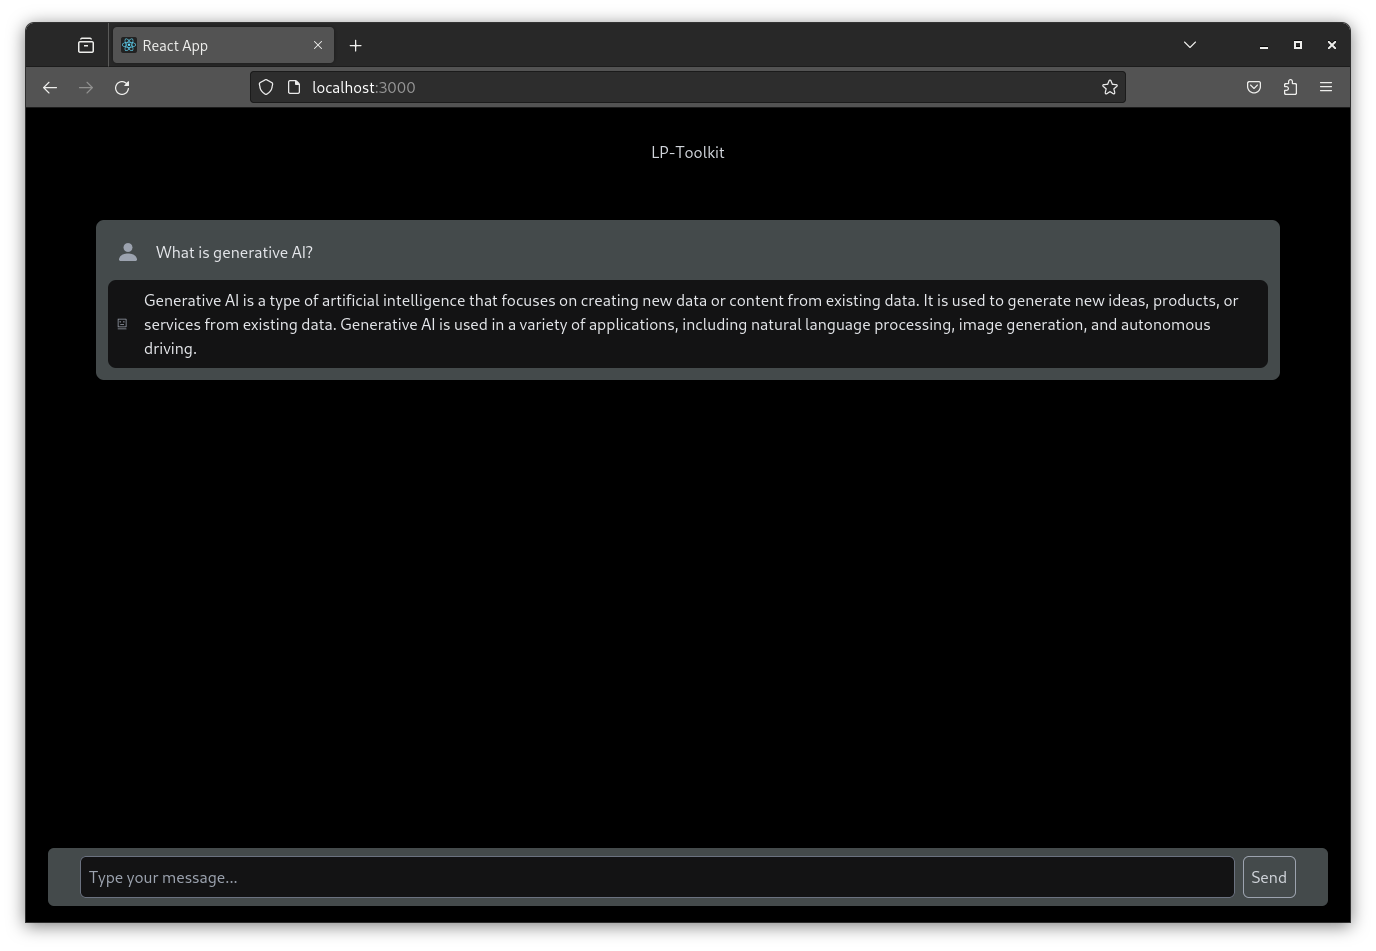 React App
localhost:3000
LP-Toolkit
What is generative AI?
Generative AI is a type of artificial intelligence that focuses on creating new data or content from existing data. It is used to generate new ideas, products, or
services from existing data. Generative AI is used in a variety of applications, including natural language processing, image generation, and autonomous
driving.
Type your message...
Send